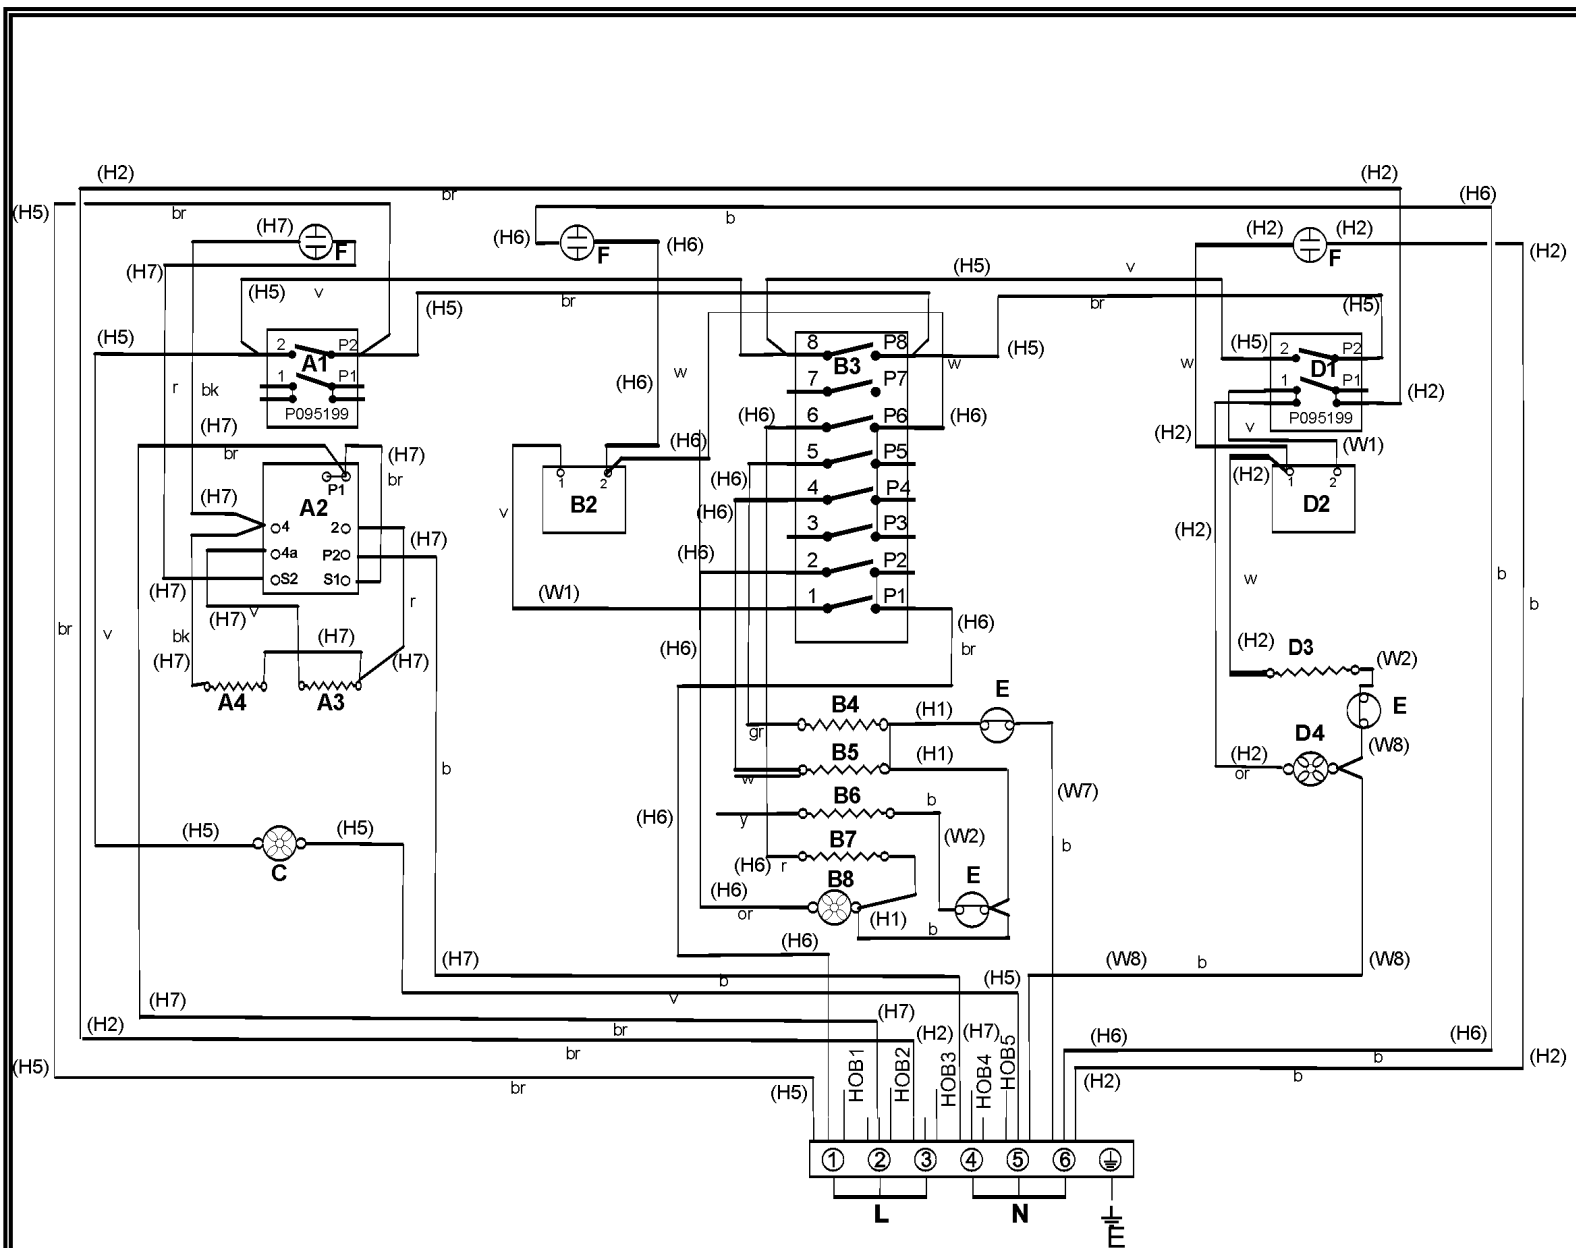 (H2) br (H2)
(H5) br (H6)
b
(H7) F (H6) F (H6) (H2) (H2) F (H2)
(H7)
(H5) v (H5) br (H5) v br (H5)
(H5) 2 A1 P2 8 B3 P8 (H5) (H5) 2 D1 P2
w w w
r bk 1 P1 (H6) 7 P7 1 P1 (H2)
P095199 6 P6 (H6) P095199
(H7) br (H7) br (H6) (H6) (H2) v (W1)
P1 5 P5
A2 1 2 B2 (H6) (H2) 1 2 D2
(H7) 4 2 (H7) v (H6) 4 P4
4a P2 3 P3 (H2)
S2 S1 (H6) 2 P2 w b b
(H7) (H7) v r (W1) 1 P1
br v bk (H7) (H6) (H6) br
(H7) (H7) (H2) D3 (W2)
A4 A3 B4 (H1) E E
gr D4
B5 (H1) (H2) or (W8)
b w (W7)
B6 b
(H5) (H5) (H6) y (W2) b
C B7 E
(H6) r
(H6) B8
or (H1) b
(H6)
(H7) b (W8) b (W8)
(H5)
(H7) v
(H2) br (H7) (H2) (H7) (H6) b (H6)
(H5) br (H2)
br (H5) HOB1 HOB2 HOB3 HOB4 HOB5 (H2) b
1 2 3 4 5 6
L N E